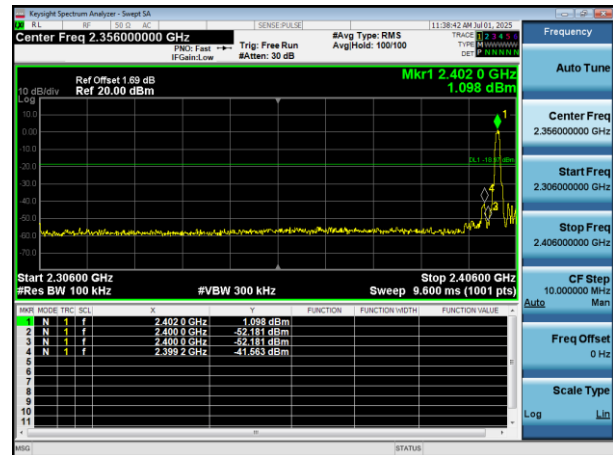 Keysight Spectrum Analyzer - Swept SA
RL RF 50 Ω AC SENSE:PULSE 11:38:42 AM Jul 01, 2025
Center Freq 2.356000000 GHz #Avg Type: RMS TRACE 1 2 3 4 5 6
PNO: Fast Trig: Free Run Avg|Hold: 100/100 TYPE M WWWWW
IFGain:Low #Atten: 30 dB DET P N N N N N
Ref Offset 1.69 dB Mkr1 2.402 0 GHz
10 dB/div Ref 20.00 dBm 1.098 dBm
Log
10.0
0.00
-10.0
-20.0
-30.0
-40.0
-50.0
-60.0
-70.0
1
4
3
Start 2.30600 GHz Stop 2.40600 GHz
#Res BW 100 kHz #VBW 300 kHz Sweep 9.600 ms (1001 pts)
MKR MODE TRC SCL X Y FUNCTION FUNCTION WIDTH FUNCTION VALUE
1 N 1 f 2.402 0 GHz 1.098 dBm
2 N 1 f 2.400 0 GHz -52.181 dBm
3 N 1 f 2.400 0 GHz -52.181 dBm
4 N 1 f 2.399 2 GHz -41.563 dBm
5
6
7
8
9
10
11
MSG STATUS
Frequency
Auto Tune
Center Freq
2.356000000 GHz
Start Freq
2.306000000 GHz
Stop Freq
2.406000000 GHz
CF Step
10.000000 MHz
Auto Man
Freq Offset
0 Hz
Scale Type
Log Lin